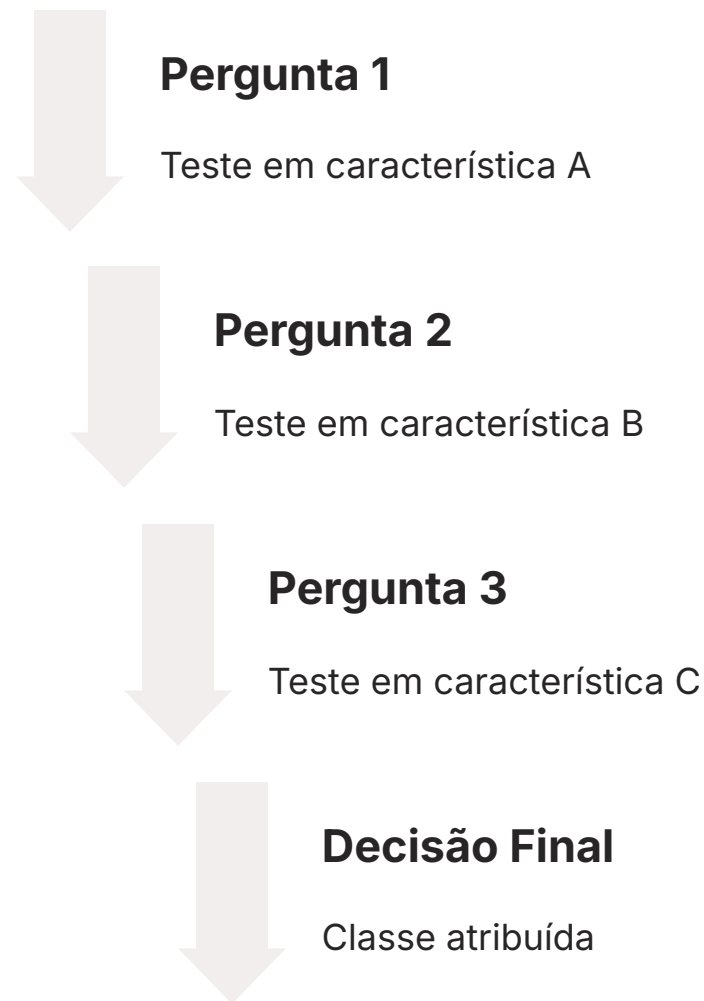 Pergunta 1
Teste em característica A
Pergunta 2
Teste em característica B
Pergunta 3
Teste em característica C
Decisão Final
Classe atribuída